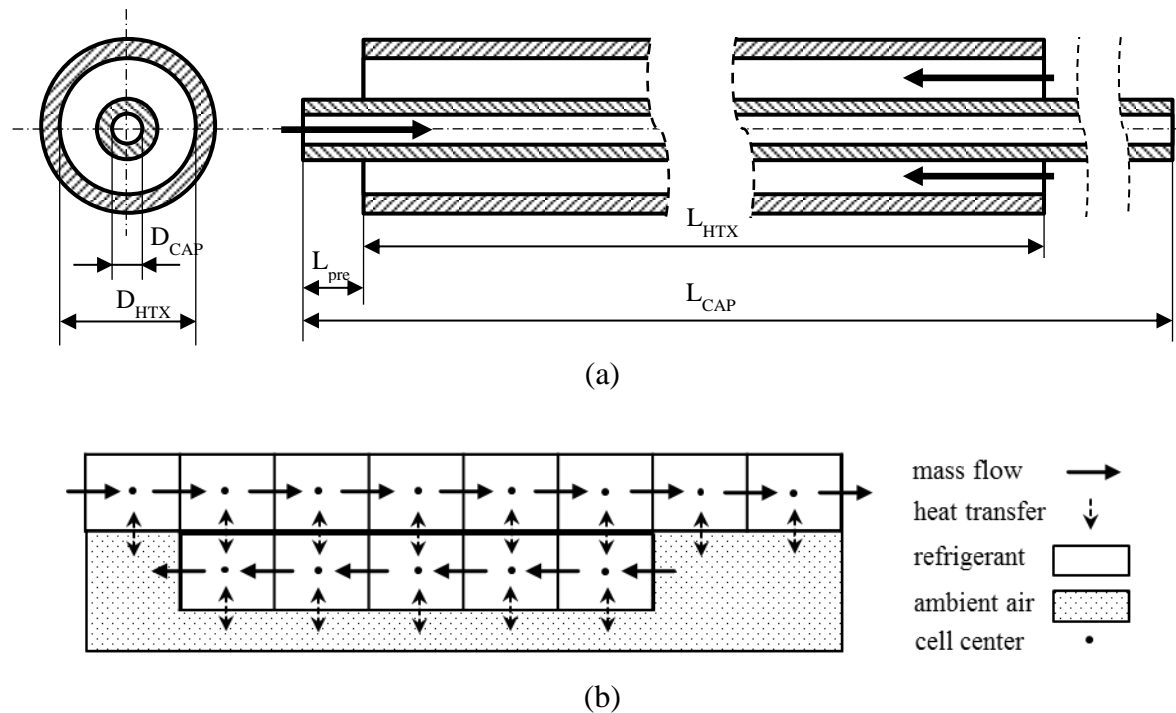 D_CAP
D_HTX
L_pre
L_HTX
L_CAP
(a)
mass flow
heat transfer
refrigerant
ambient air
cell center
(b)